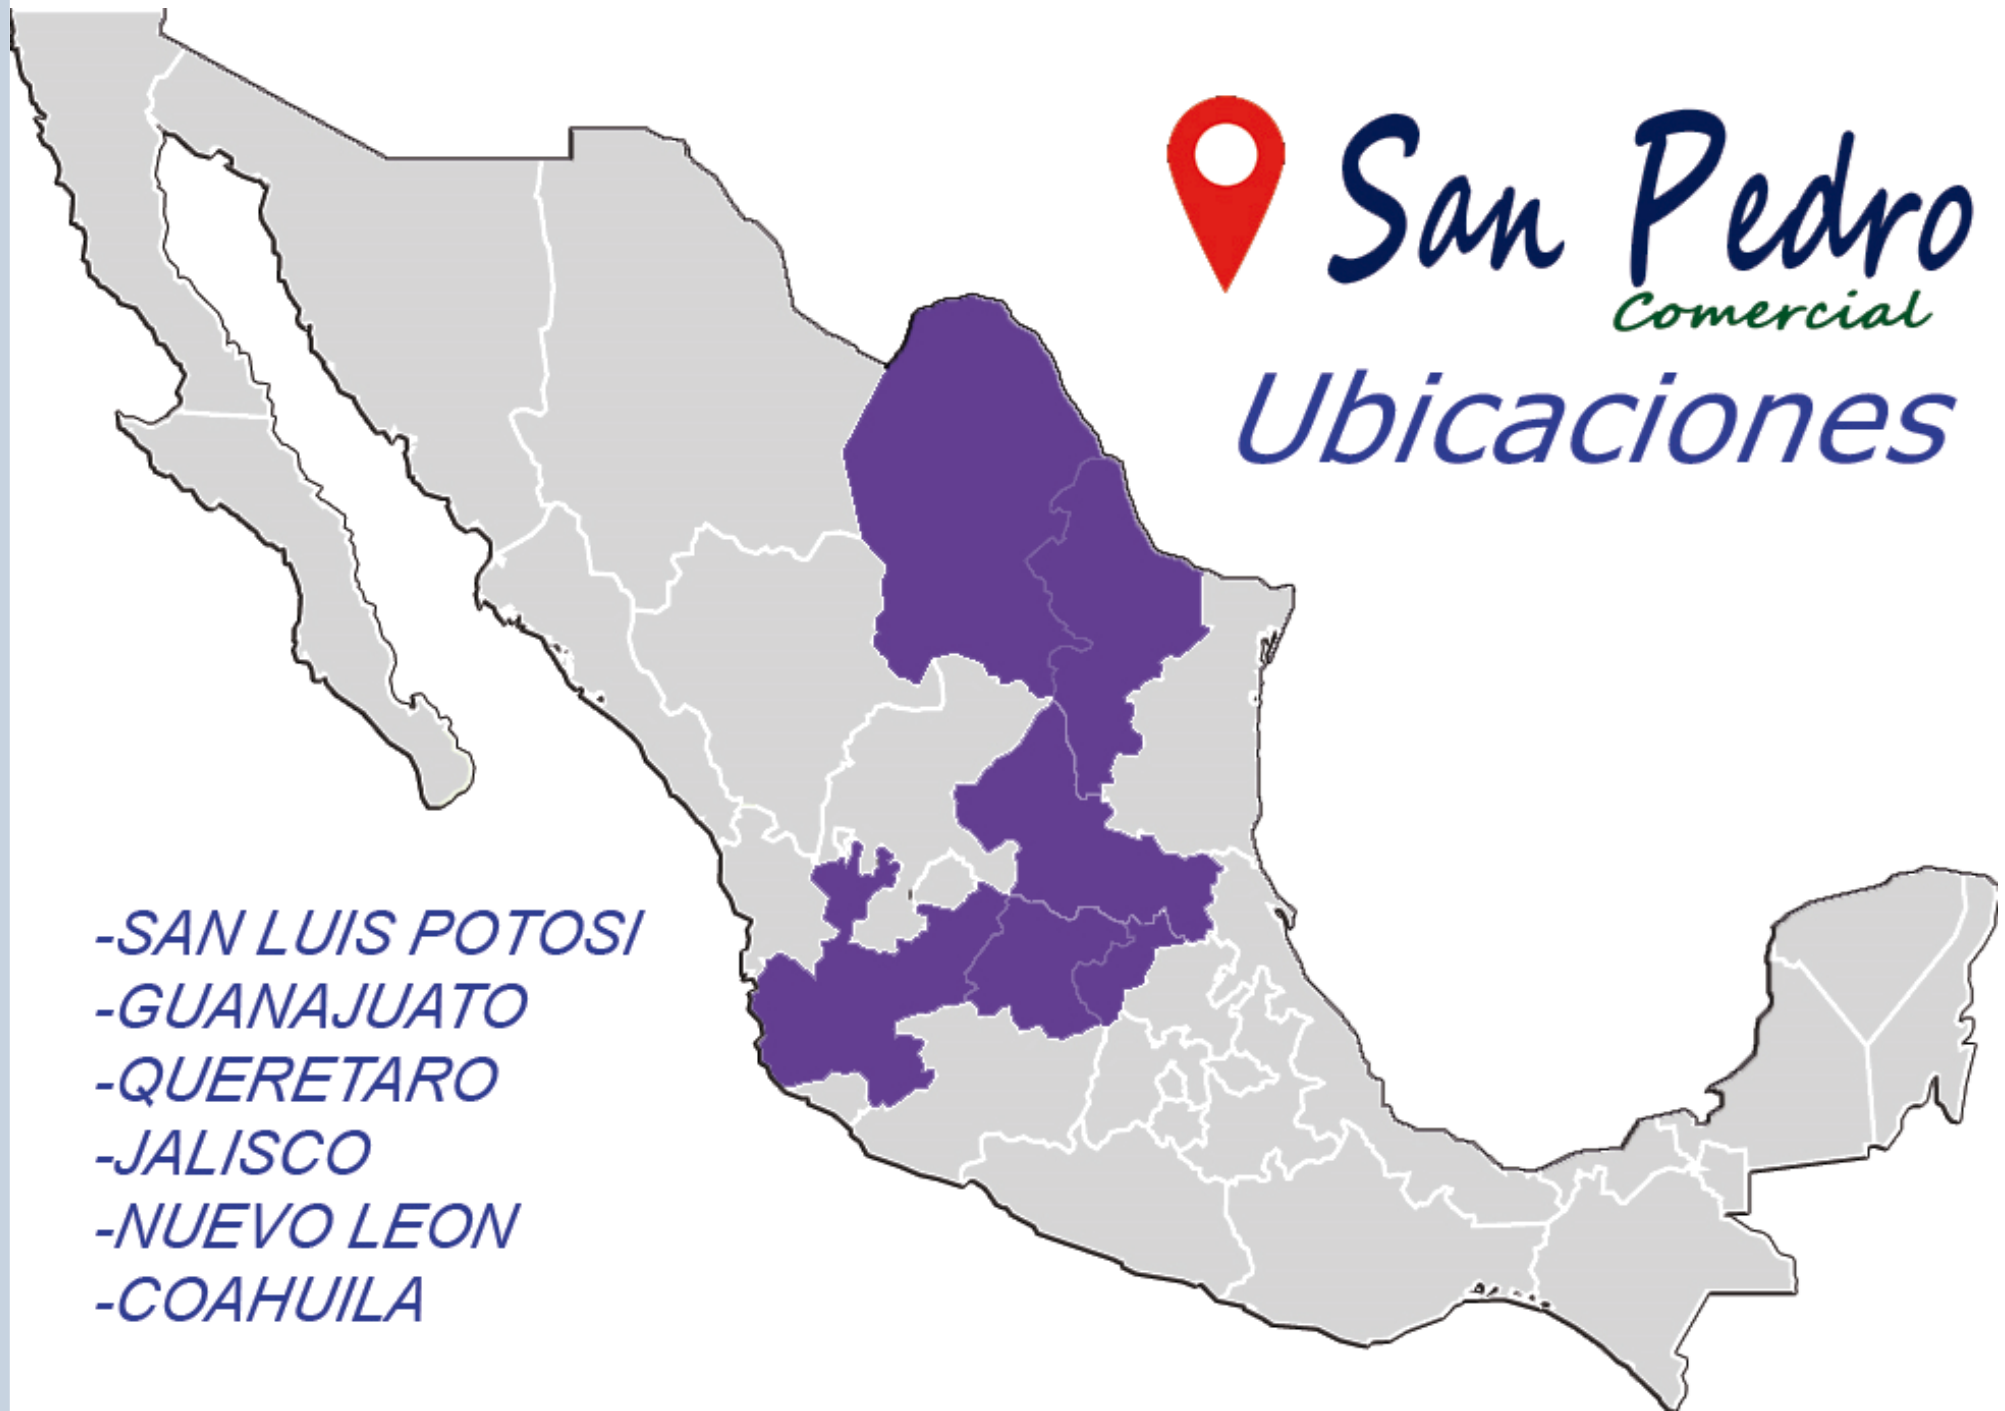 San Pedro
Comercial
Ubicaciones
-SAN LUIS POTOSI
-GUANAJUATO
-QUERETARO
-JALISCO
-NUEVO LEON
-COAHUILA